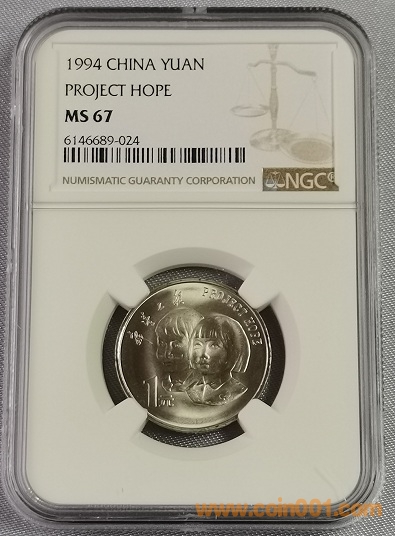 1994 CHINA YUAN
PROJECT HOPE
MS 67
6146689-024
NUMISMATIC GUARANTY CORPORATION
NGC®
PROJECT HOPE
1元
www.coin001.com